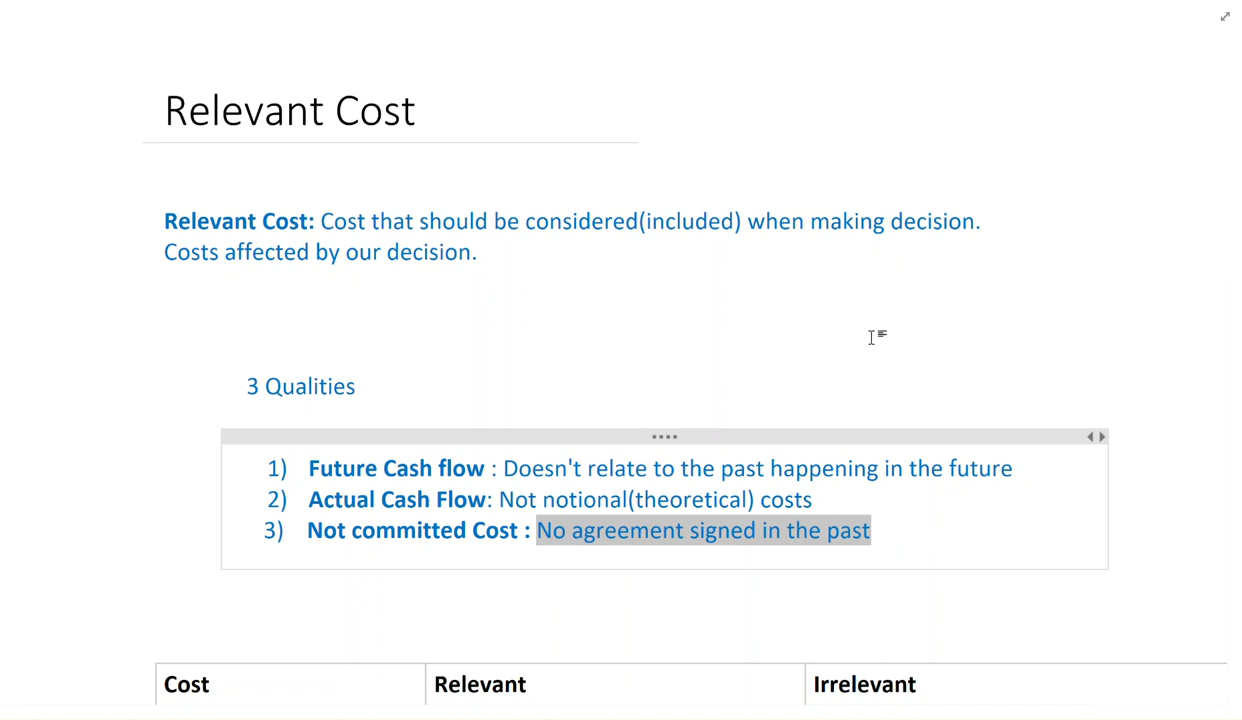 Relevant Cost
Relevant Cost: Cost that should be considered(included) when making decision.
Costs affected by our decision.
3 Qualities
1) Future Cash flow : Doesn't relate to the past happening in the future
2) Actual Cash Flow: Not notional(theoretical) costs
3) Not committed Cost : No agreement signed in the past
Cost Relevant Irrelevant